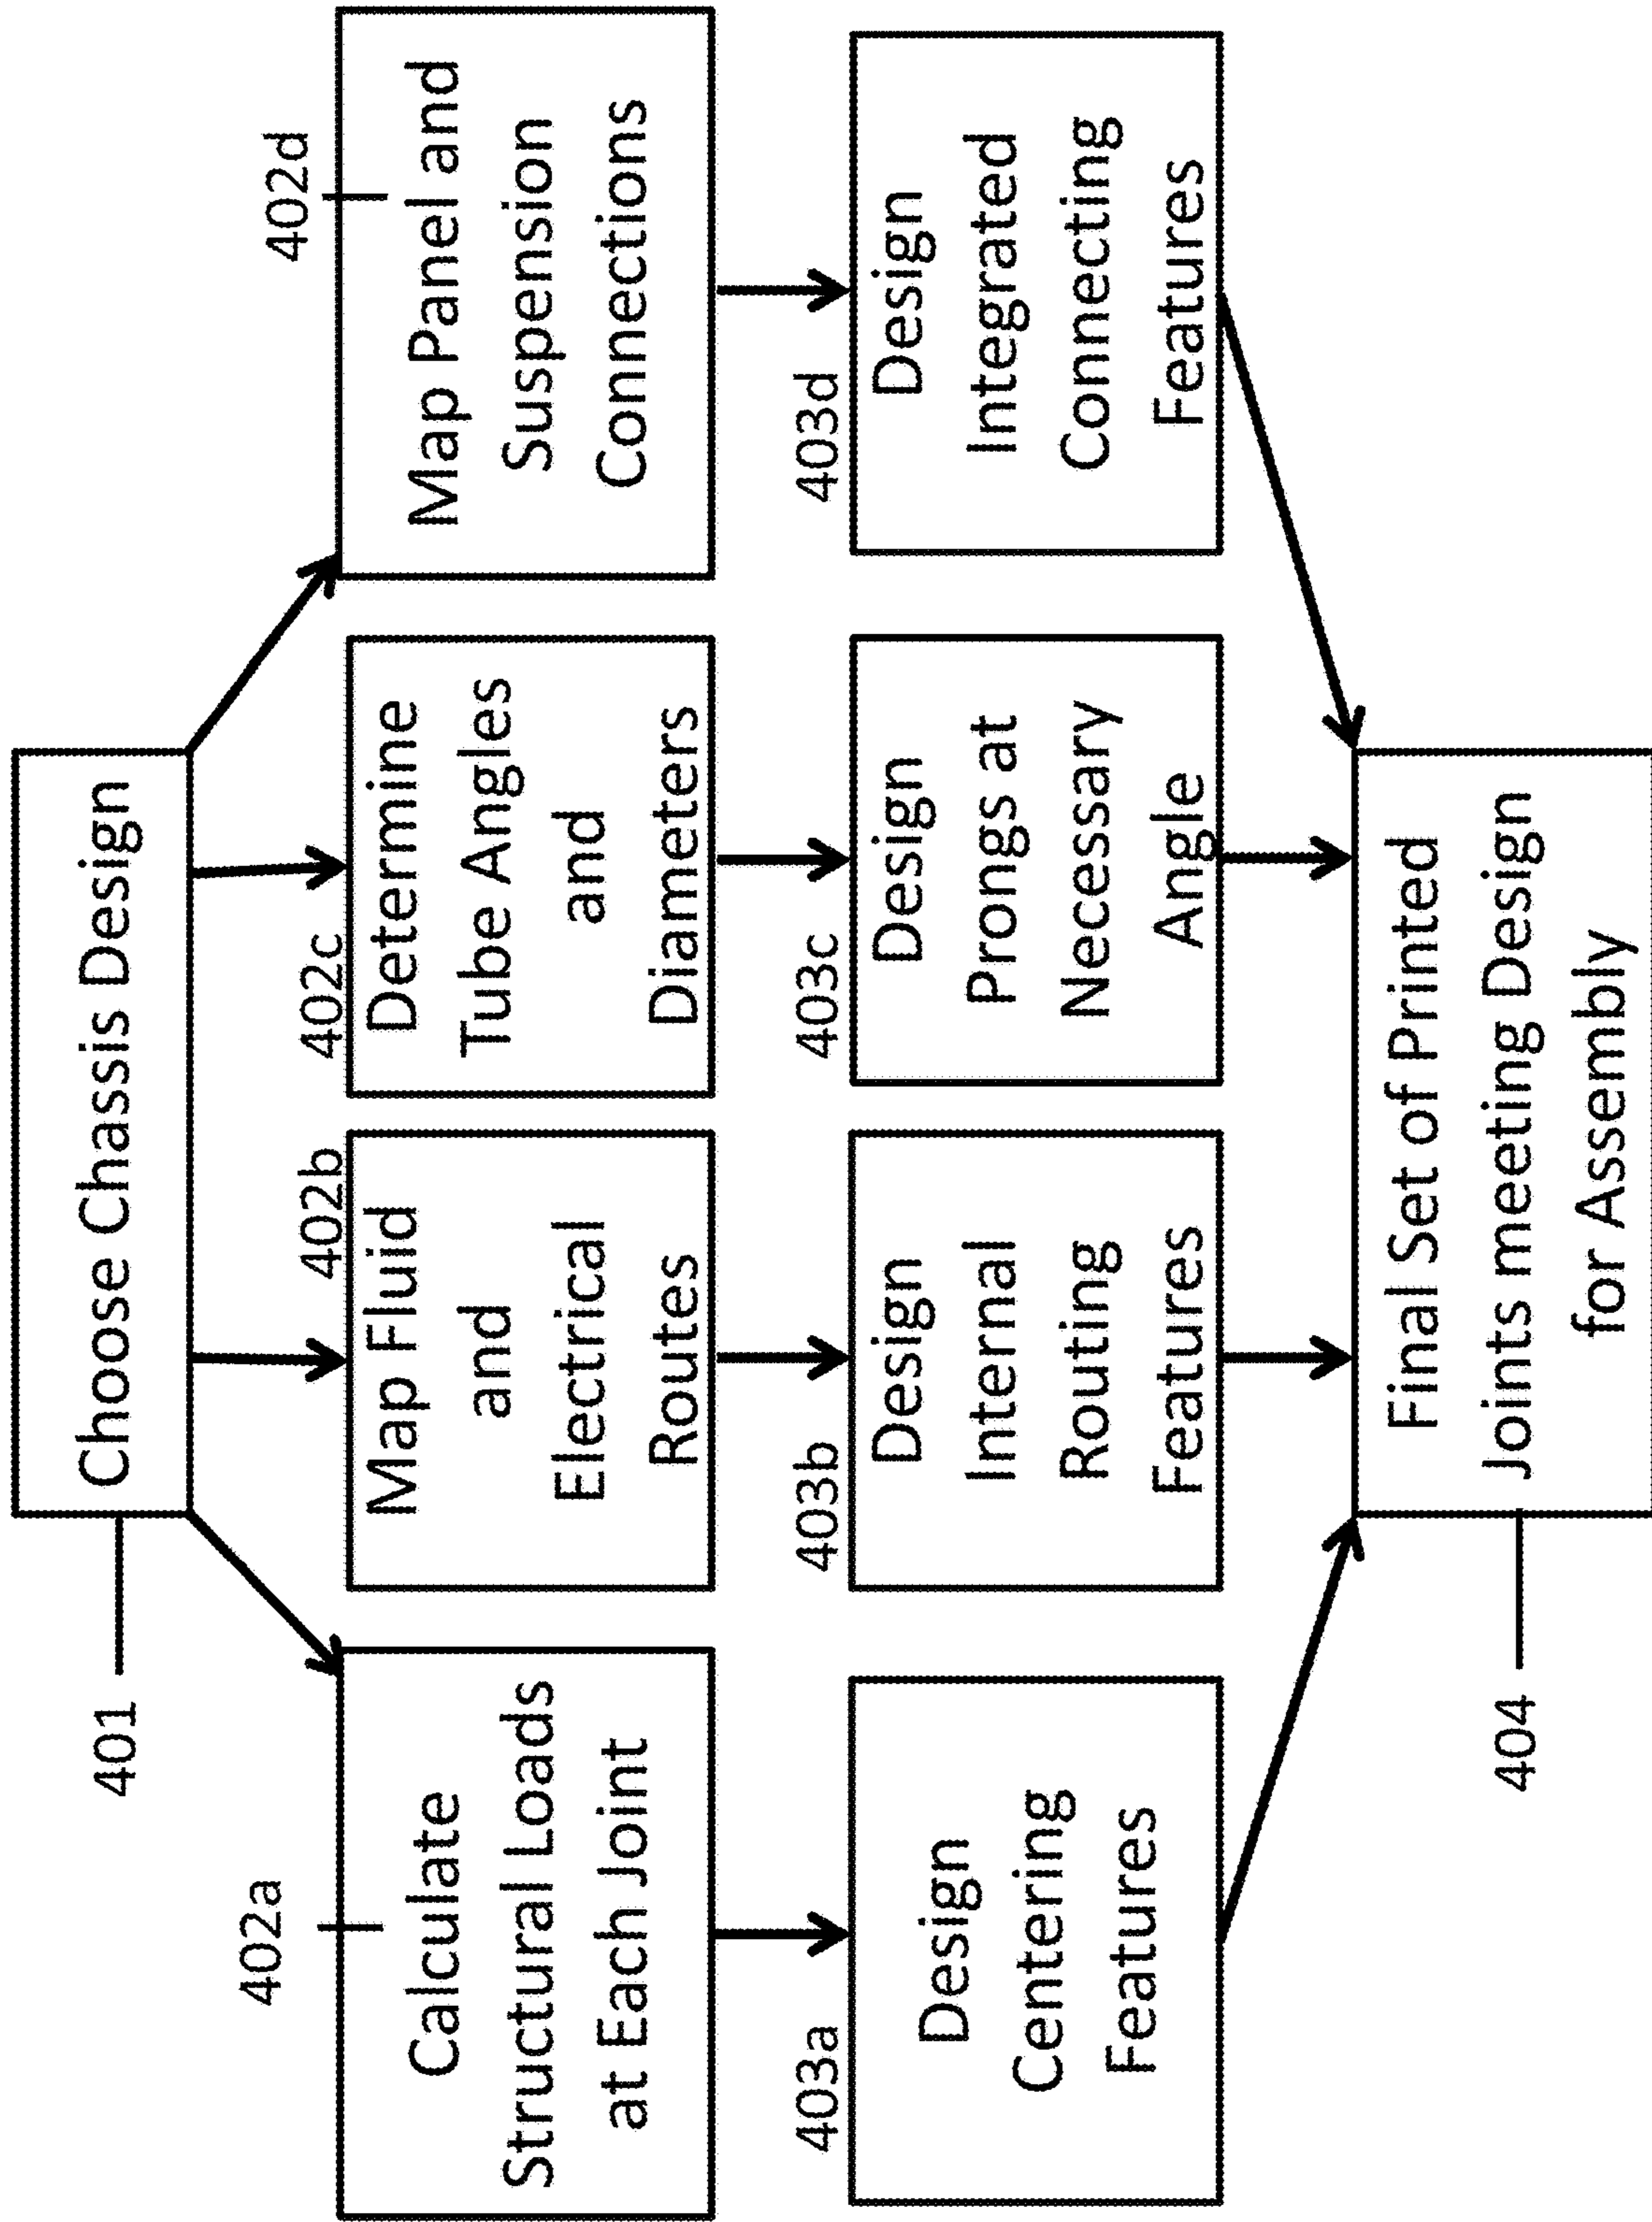 401
Choose Chassis Design
402a
Calculate
Structural Loads
at Each Joint
402b
Map Fluid
and
Electrical
Routes
402c
Determine
Tube Angles
and
Diameters
402d
Map Panel and
Suspension
Connections
403a
Design
Centering
Features
403b
Design
Internal
Routing
Features
403c
Design
Prongs at
Necessary
Angle
403d
Design
Integrated
Connecting
Features
404
Final Set of Printed
Joints meeting Design
for Assembly